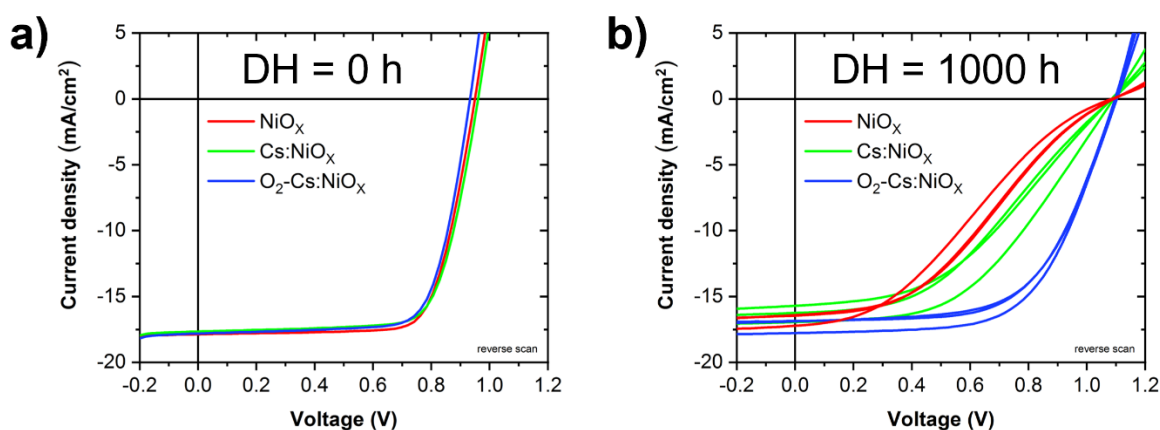 a)
DH = 0 h
5
0
-5
-10
-15
-20
Current density (mA/cm²)
NiOₓ
Cs:NiOₓ
O₂-Cs:NiOₓ
reverse scan
-0.2 0.0 0.2 0.4 0.6 0.8 1.0 1.2
Voltage (V)
b)
DH = 1000 h
5
0
-5
-10
-15
-20
Current density (mA/cm²)
NiOₓ
Cs:NiOₓ
O₂-Cs:NiOₓ
reverse scan
-0.2 0.0 0.2 0.4 0.6 0.8 1.0 1.2
Voltage (V)